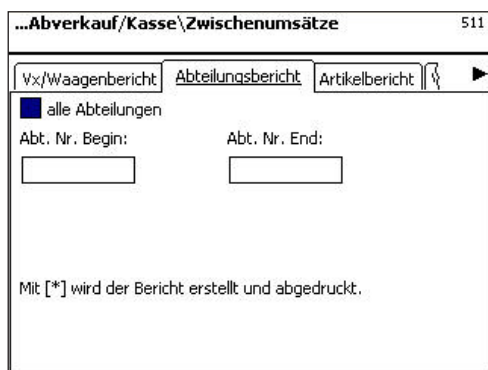 ...Abverkauf/Kasse\Zwischenumsätze 511
Vx/Waagenbericht Abteilungsbericht Artikelbericht
alle Abteilungen
Abt. Nr. Begin: Abt. Nr. End:
Mit [*] wird der Bericht erstellt und abgedruckt.